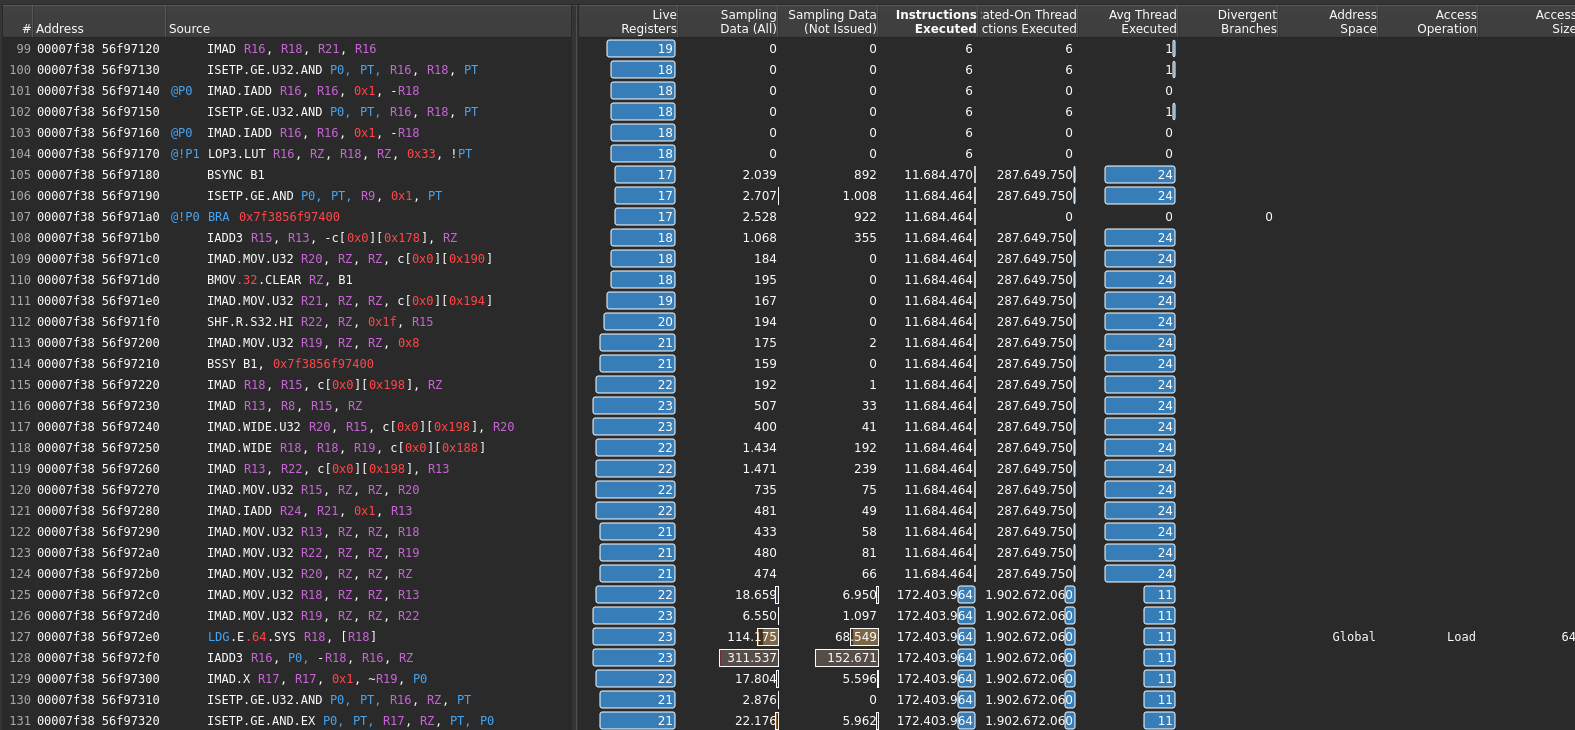 # Address Source Live Registers Sampling Data (All) Sampling Data (Not Issued) Instructions Executed ated-On Thread ctions Executed Avg Thread Executed Divergent Branches Address Space Access Operation Access Size
99 00007f38 56f97120 IMAD R16, R18, R21, R16 19 0 0 6 6 1
100 00007f38 56f97130 ISETP.GE.U32.AND P0, PT, R16, R18, PT 18 0 0 6 6 1
101 00007f38 56f97140 @P0 IMAD.IADD R16, R16, 0x1, -R18 18 0 0 6 0 0
102 00007f38 56f97150 ISETP.GE.U32.AND P0, PT, R16, R18, PT 18 0 0 6 6 1
103 00007f38 56f97160 @P0 IMAD.IADD R16, R16, 0x1, -R18 18 0 0 6 0 0
104 00007f38 56f97170 @!P1 LOP3.LUT R16, RZ, R18, RZ, 0x33, !PT 18 0 0 6 0 0
105 00007f38 56f97180 BSYNC B1 17 2.039 892 11.684.470 287.649.750 24
106 00007f38 56f97190 ISETP.GE.AND P0, PT, R9, 0x1, PT 17 2.707 1.008 11.684.464 287.649.750 24
107 00007f38 56f971a0 @!P0 BRA 0x7f3856f97400 17 2.528 922 11.684.464 0 0 0
108 00007f38 56f971b0 IADD3 R15, R13, -c[0x0][0x178], RZ 18 1.068 355 11.684.464 287.649.750 24
109 00007f38 56f971c0 IMAD.MOV.U32 R20, RZ, RZ, c[0x0][0x190] 18 184 0 11.684.464 287.649.750 24
110 00007f38 56f971d0 BMOV.32.CLEAR RZ, B1 18 195 0 11.684.464 287.649.750 24
111 00007f38 56f971e0 IMAD.MOV.U32 R21, RZ, RZ, c[0x0][0x194] 19 167 0 11.684.464 287.649.750 24
112 00007f38 56f971f0 SHF.R.S32.HI R22, RZ, 0x1f, R15 20 194 0 11.684.464 287.649.750 24
113 00007f38 56f97200 IMAD.MOV.U32 R19, RZ, RZ, 0x8 21 175 2 11.684.464 287.649.750 24
114 00007f38 56f97210 BSSY B1, 0x7f3856f97400 21 159 0 11.684.464 287.649.750 24
115 00007f38 56f97220 IMAD R18, R15, c[0x0][0x198], RZ 22 192 1 11.684.464 287.649.750 24
116 00007f38 56f97230 IMAD R13, R8, R15, RZ 23 507 33 11.684.464 287.649.750 24
117 00007f38 56f97240 IMAD.WIDE.U32 R20, R15, c[0x0][0x198], R20 23 400 41 11.684.464 287.649.750 24
118 00007f38 56f97250 IMAD.WIDE R18, R18, R19, c[0x0][0x188] 22 1.434 192 11.684.464 287.649.750 24
119 00007f38 56f97260 IMAD R13, R22, c[0x0][0x198], R13 22 1.471 239 11.684.464 287.649.750 24
120 00007f38 56f97270 IMAD.MOV.U32 R15, RZ, RZ, R20 22 735 75 11.684.464 287.649.750 24
121 00007f38 56f97280 IMAD.IADD R24, R21, 0x1, R13 22 481 49 11.684.464 287.649.750 24
122 00007f38 56f97290 IMAD.MOV.U32 R13, RZ, RZ, R18 21 433 58 11.684.464 287.649.750 24
123 00007f38 56f972a0 IMAD.MOV.U32 R22, RZ, RZ, R19 21 480 81 11.684.464 287.649.750 24
124 00007f38 56f972b0 IMAD.MOV.U32 R20, RZ, RZ, RZ 21 474 66 11.684.464 287.649.750 24
125 00007f38 56f972c0 IMAD.MOV.U32 R18, RZ, RZ, R13 22 18.659 6.950 172.403.964 1.902.672.060 11
126 00007f38 56f972d0 IMAD.MOV.U32 R19, RZ, RZ, R22 23 6.550 1.097 172.403.964 1.902.672.060 11
127 00007f38 56f972e0 LDG.E.64.SYS R18, [R18] 23 114.175 68.549 172.403.964 1.902.672.060 11 Global Load 64
128 00007f38 56f972f0 IADD3 R16, P0, -R18, R16, RZ 23 311.537 152.671 172.403.964 1.902.672.060 11
129 00007f38 56f97300 IMAD.X R17, R17, 0x1, ~R19, P0 22 17.804 5.596 172.403.964 1.902.672.060 11
130 00007f38 56f97310 ISETP.GE.U32.AND P0, PT, R16, RZ, PT 21 2.876 0 172.403.964 1.902.672.060 11
131 00007f38 56f97320 ISETP.GE.AND.EX P0, PT, R17, RZ, PT, P0 21 22.176 5.962 172.403.964 1.902.672.060 11